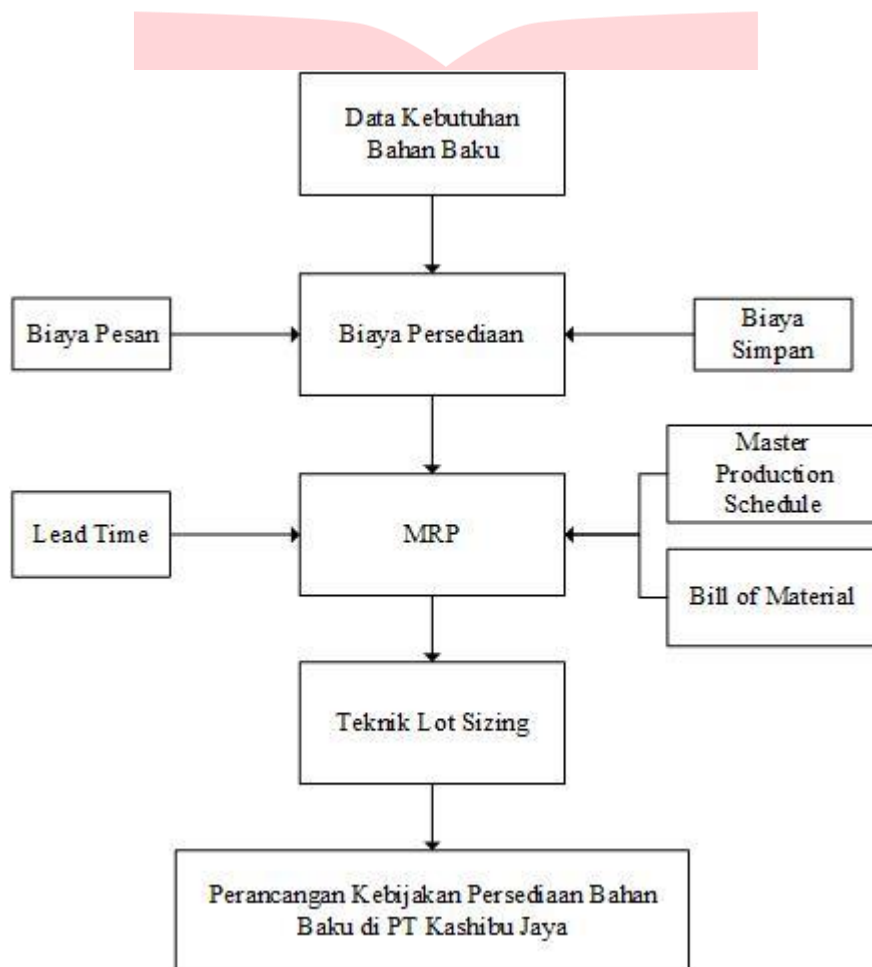 Data Kebutuhan
Bahan Baku
Biaya Pesan
Biaya Persediaan
Biaya
Simpan
Master
Production
Schedule
Lead Time
MRP
Bill of Material
Teknik Lot Sizing
Perancangan Kebijakan Persediaan Bahan
Baku di PT Kashibu Jaya